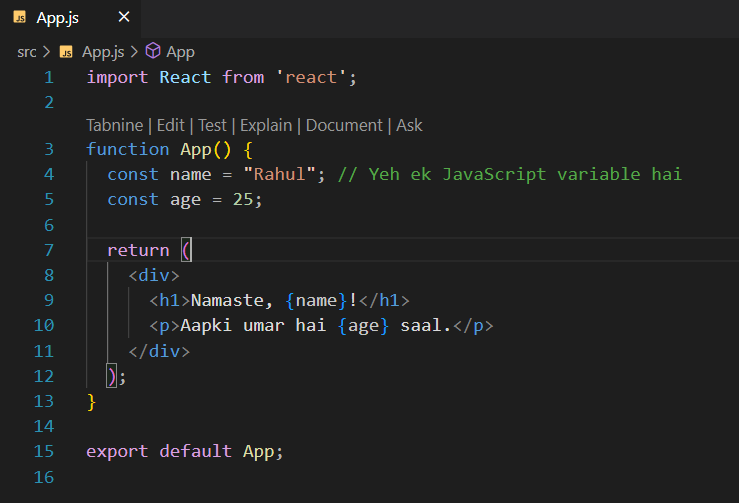 App.js
src > App.js > App
1 import React from 'react';
2
Tabnine | Edit | Test | Explain | Document | Ask
3 function App() {
4   const name = "Rahul"; // Yeh ek JavaScript variable hai
5   const age = 25;
6
7   return (
8     <div>
9       <h1>Namaste, {name}!</h1>
10       <p>Aapki umar hai {age} saal.</p>
11     </div>
12   );
13 }
14
15 export default App;
16